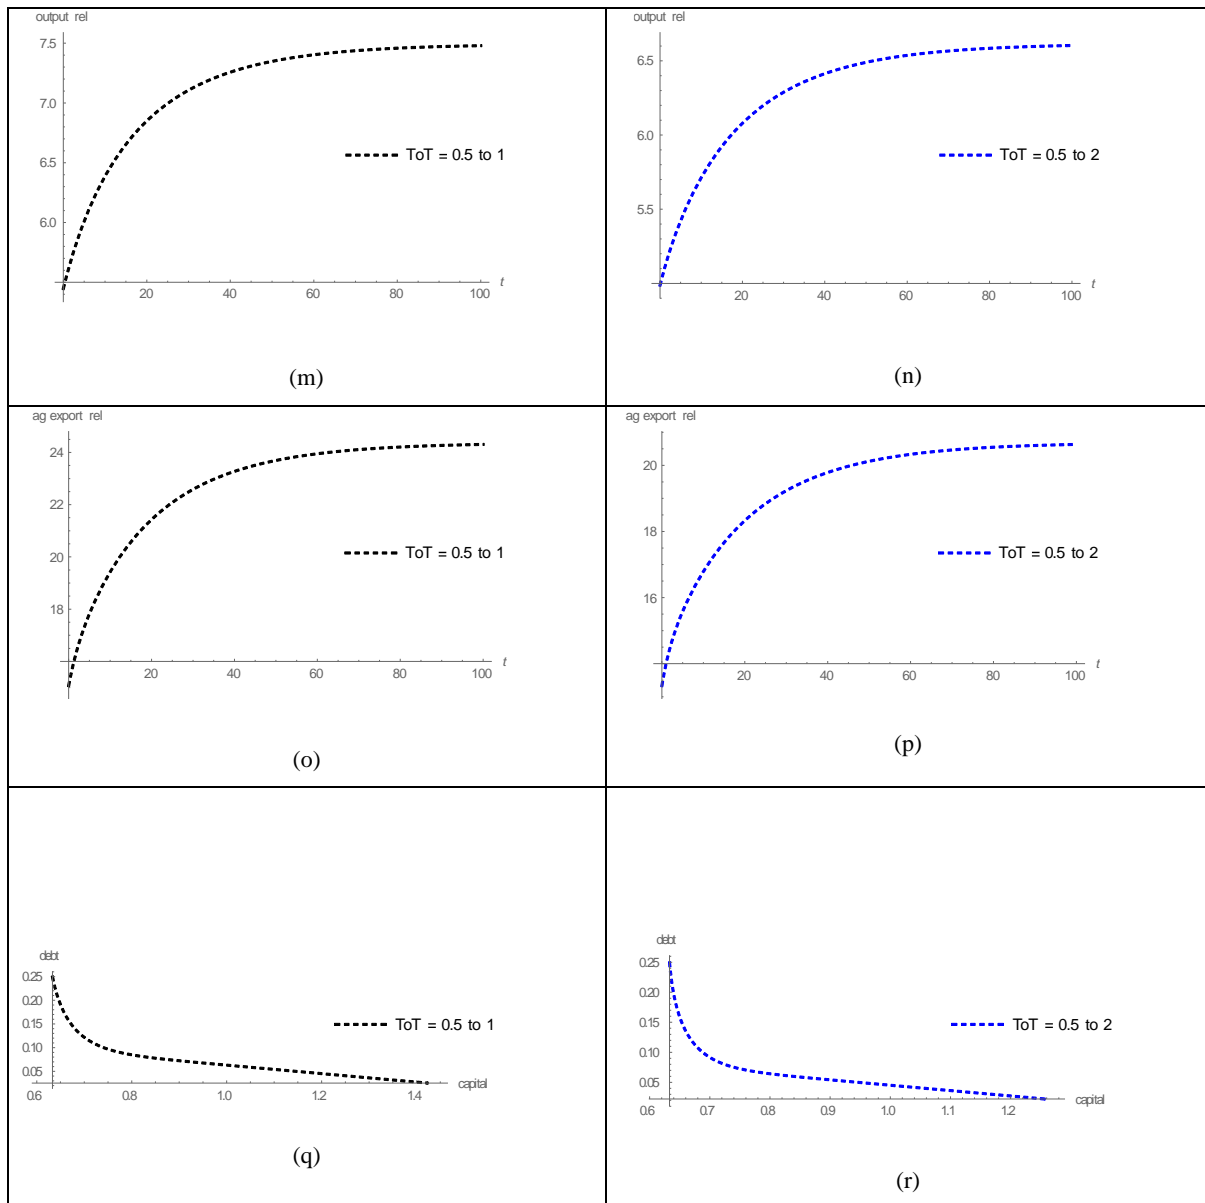 output rel
7.5
7.0
6.5
6.0
20 40 60 80 100 t
ToT = 0.5 to 1
(m)
output rel
6.5
6.0
5.5
20 40 60 80 100 t
ToT = 0.5 to 2
(n)
ag export rel
24
22
20
18
20 40 60 80 100 t
ToT = 0.5 to 1
(o)
ag export rel
20
18
16
20 40 60 80 100 t
ToT = 0.5 to 2
(p)
debt
0.25
0.20
0.15
0.10
0.05
0.6 0.8 1.0 1.2 1.4 capital
ToT = 0.5 to 1
(q)
debt
0.25
0.20
0.15
0.10
0.05
0.6 0.7 0.8 0.9 1.0 1.1 1.2 capital
ToT = 0.5 to 2
(r)